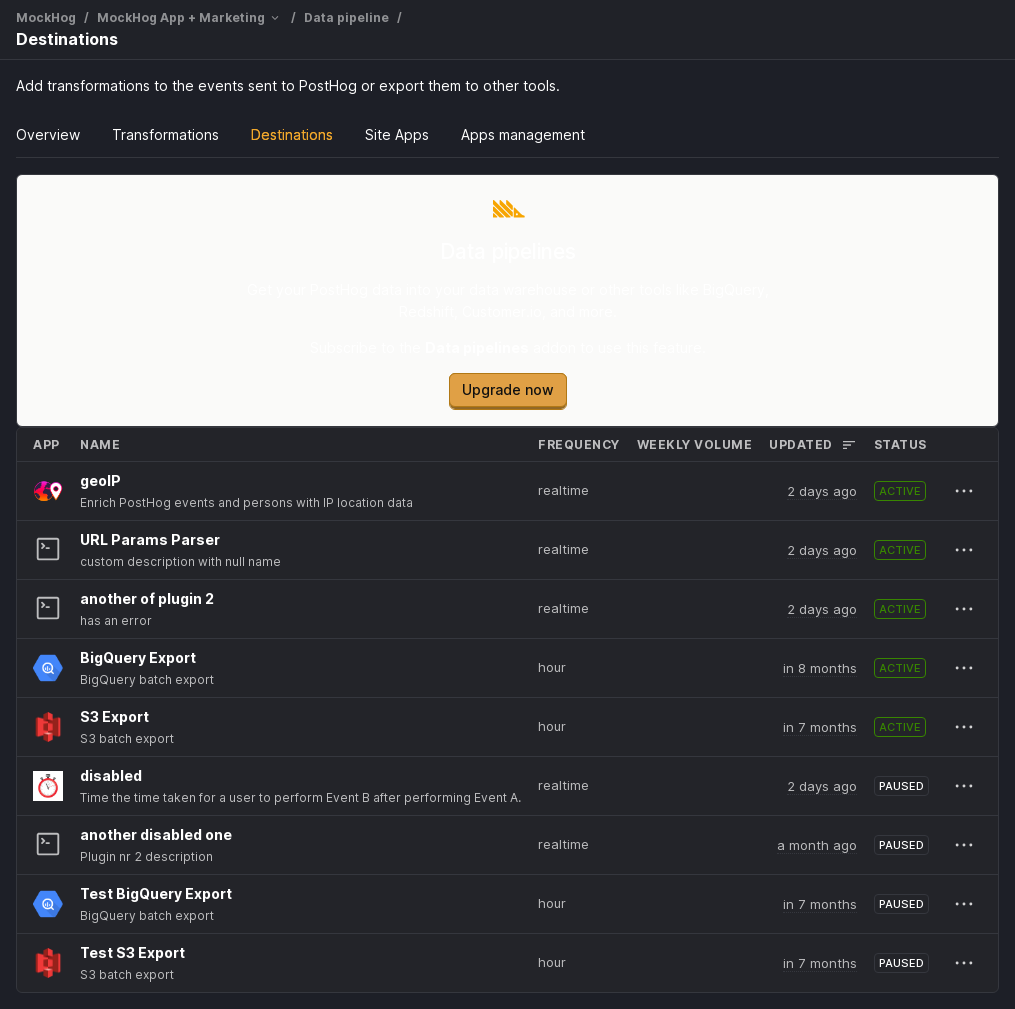 MockHog / MockHog App + Marketing / Data pipeline /
Destinations
Add transformations to the events sent to PostHog or export them to other tools.
Overview Transformations Destinations Site Apps Apps management
Data pipelines
Get your PostHog data into your data warehouse or other tools like BigQuery,
Redshift, Customer.io, and more.
Subscribe to the Data pipelines addon to use this feature.
Upgrade now
APP NAME FREQUENCY WEEKLY VOLUME UPDATED STATUS
geoIP
Enrich PostHog events and persons with IP location data
realtime 2 days ago ACTIVE
URL Params Parser
custom description with null name
realtime 2 days ago ACTIVE
another of plugin 2
has an error
realtime 2 days ago ACTIVE
BigQuery Export
BigQuery batch export
hour in 8 months ACTIVE
S3 Export
S3 batch export
hour in 7 months ACTIVE
disabled
Time the time taken for a user to perform Event B after performing Event A.
realtime 2 days ago PAUSED
another disabled one
Plugin nr 2 description
realtime a month ago PAUSED
Test BigQuery Export
BigQuery batch export
hour in 7 months PAUSED
Test S3 Export
S3 batch export
hour in 7 months PAUSED